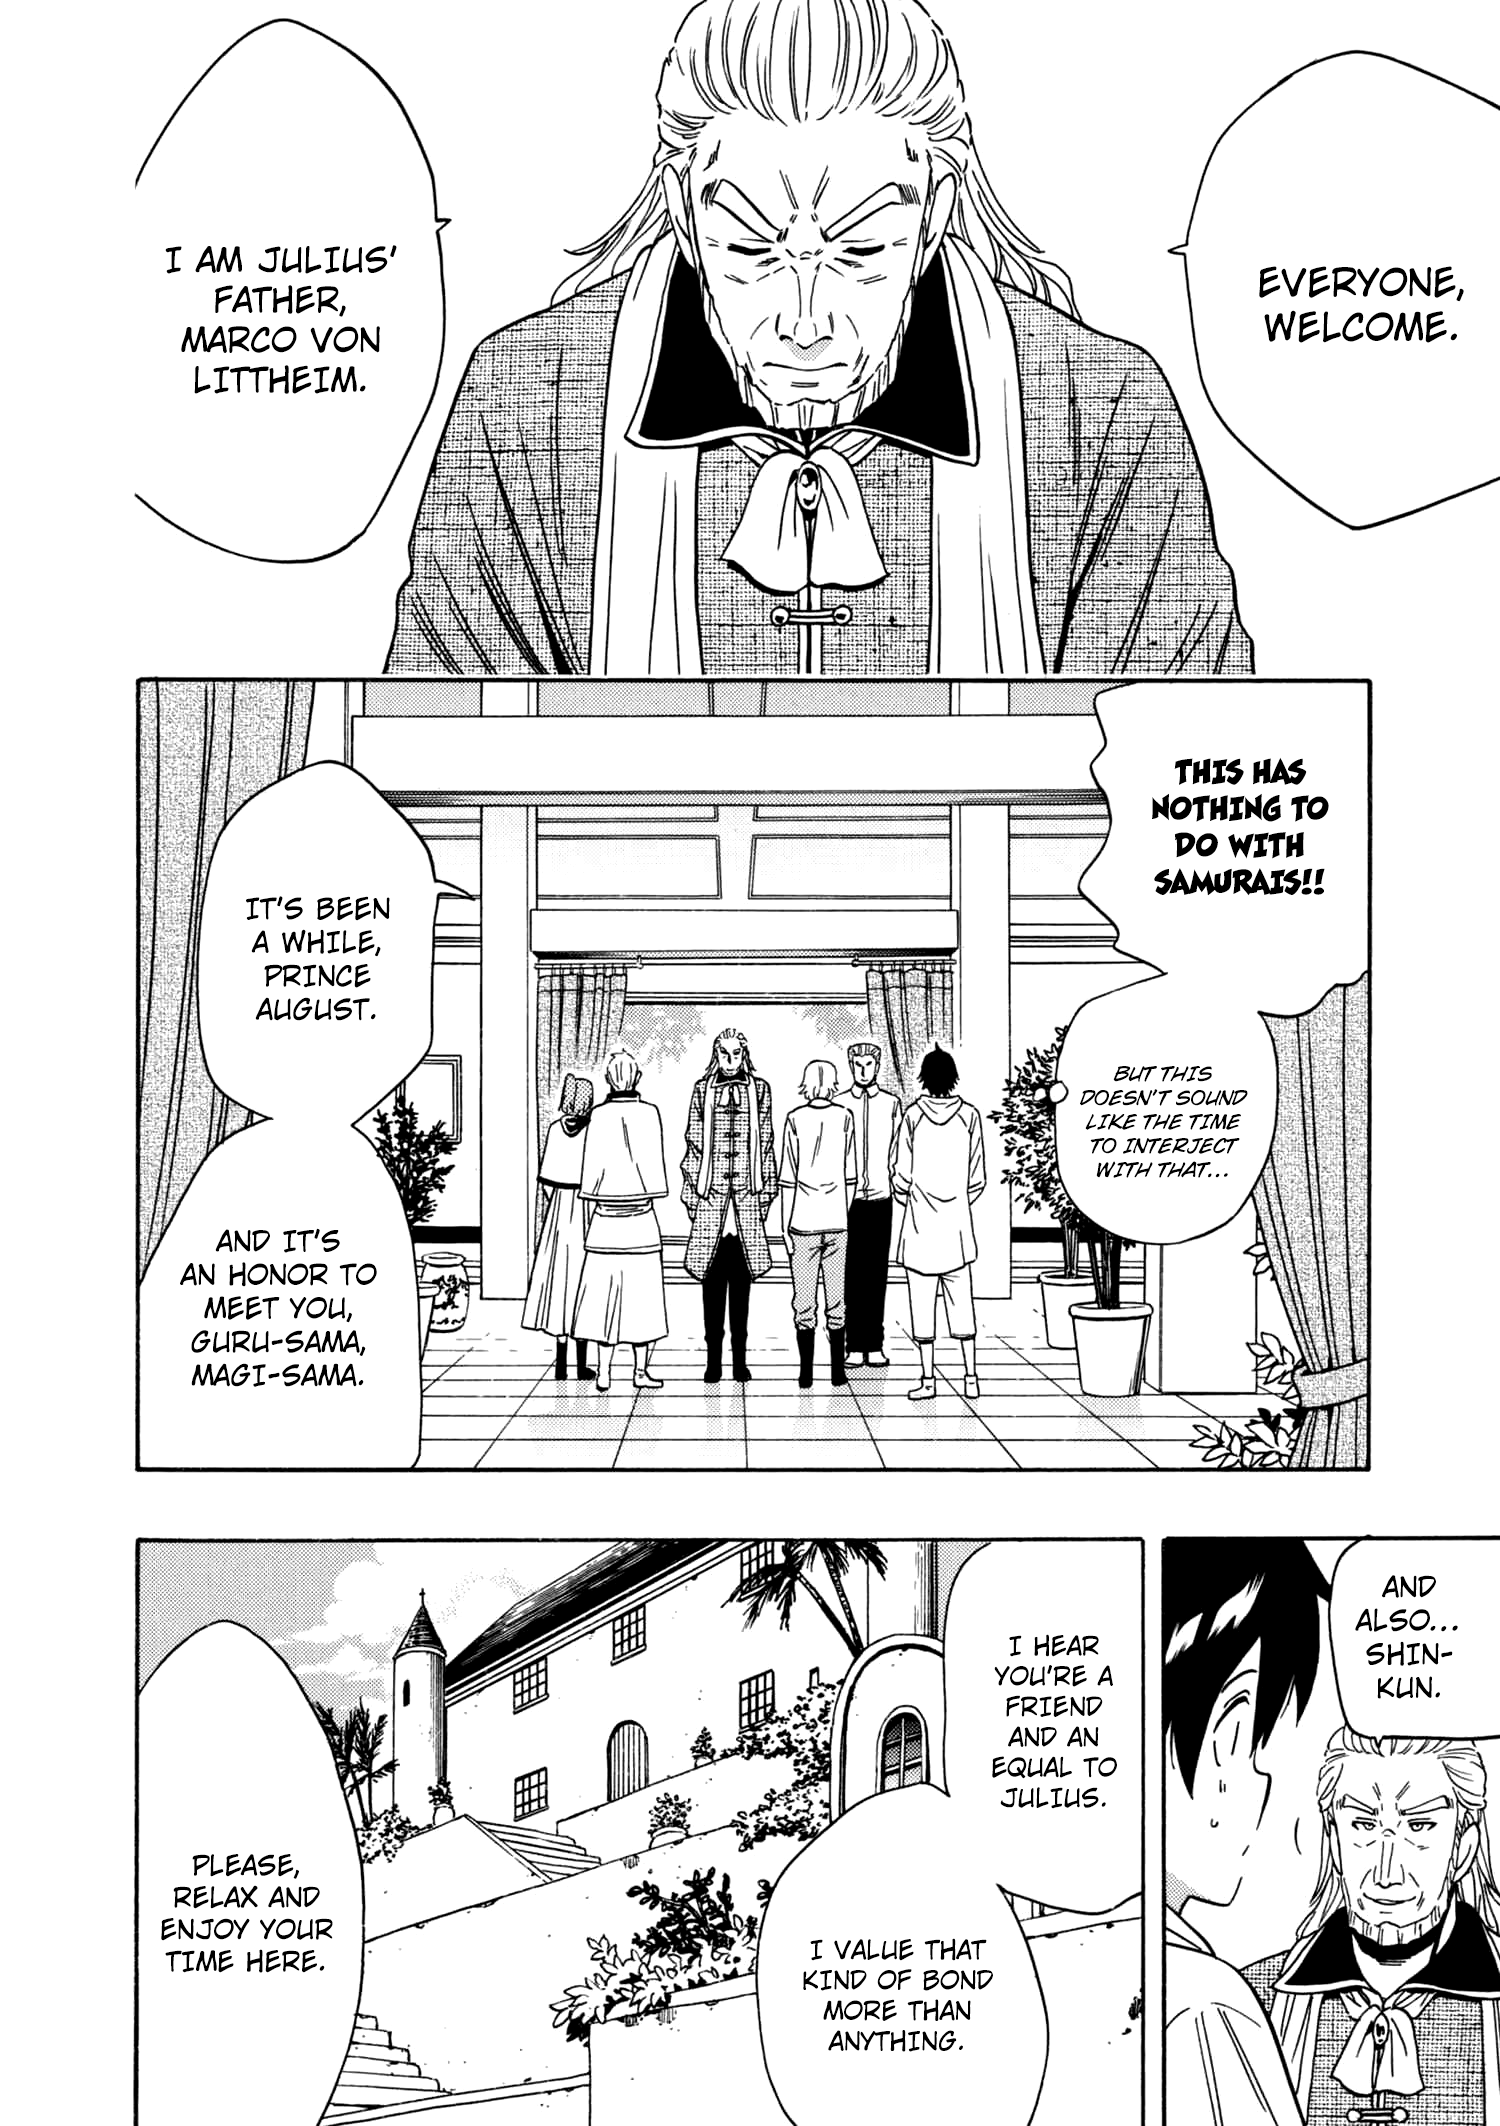 EVERYONE,
WELCOME.
I AM JULIUS'
FATHER,
MARCO VON
LITTHEIM.
THIS HAS
NOTHING TO
DO WITH
SAMURAIS!!
BUT THIS
DOESN'T SOUND
LIKE THE TIME
TO INTERJECT
WITH THAT...
IT'S BEEN
A WHILE,
PRINCE
AUGUST.
AND IT'S
AN HONOR TO
MEET YOU,
GURU-SAMA,
MAGI-SAMA.
AND
ALSO...
SHIN-
KUN.
I HEAR
YOU'RE A
FRIEND
AND AN
EQUAL TO
JULIUS.
I VALUE THAT
KIND OF BOND
MORE THAN
ANYTHING.
PLEASE,
RELAX AND
ENJOY YOUR
TIME HERE.